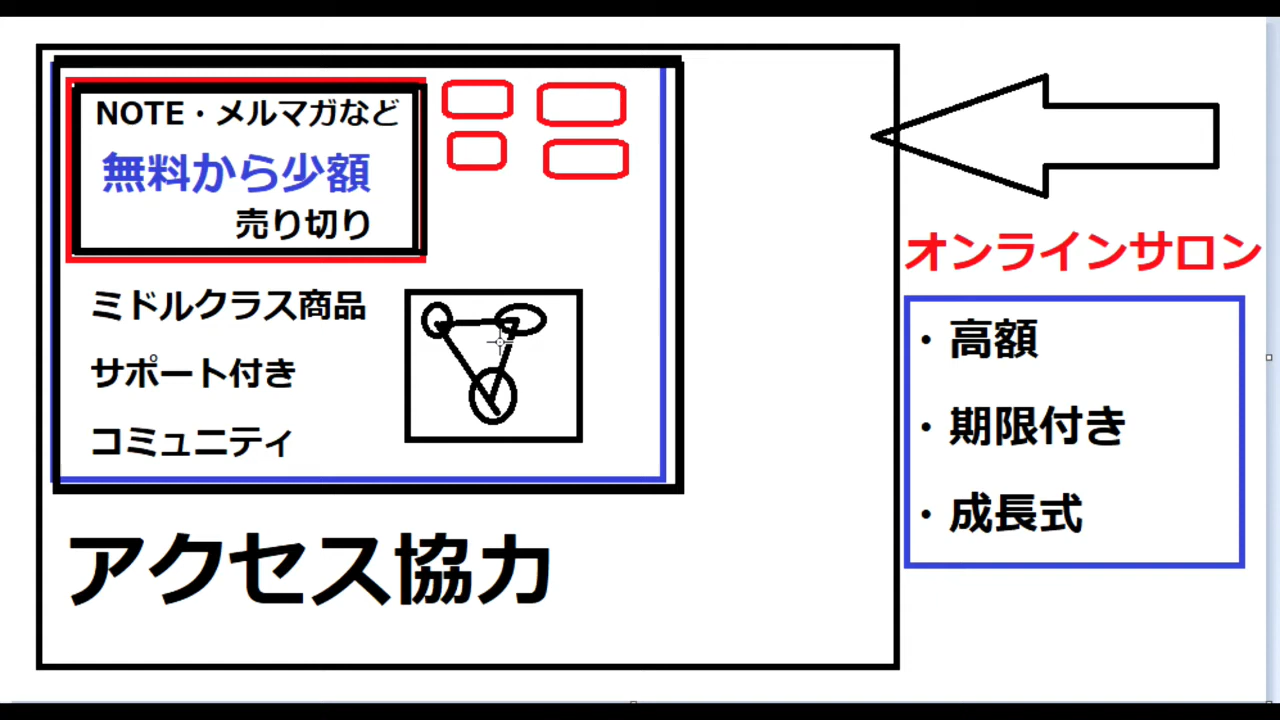 NOTE・メルマガなど
無料から少額
売り切り
ミドルクラス商品
サポート付き
コミュニティ
アクセス協力
オンラインサロン
・高額
・期限付き
・成長式